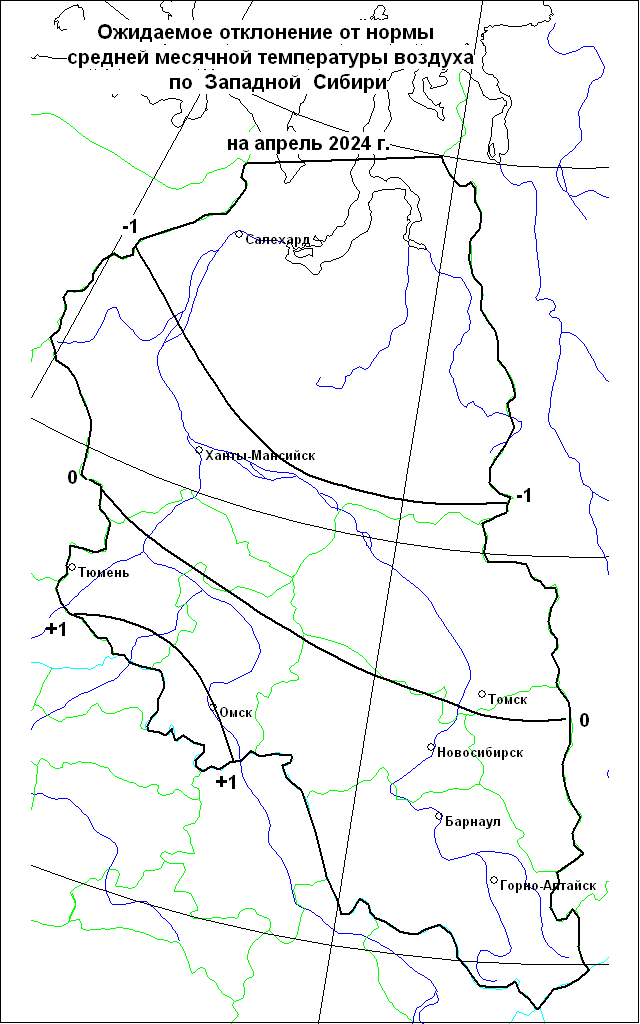 Ожидаемое отклонение от нормы
средней месячной температуры воздуха
по Западной Сибири
на апрель 2024 г.
-1
Салехард
Ханты-Мансийск
0
-1
Тюмень
+1
Томск
Омск
0
Новосибирск
+1
Барнаул
Горно-Алтайск